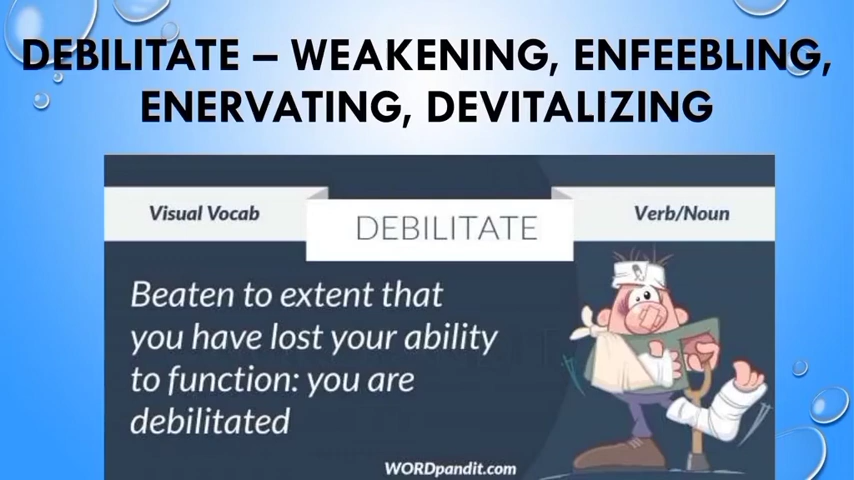 DEBILITATE – WEAKENING, ENFEEBLING,
ENERVATING, DEVITALIZING
Visual Vocab
DEBILITATE
Verb/Noun
Beaten to extent that
you have lost your ability
to function: you are
debilitated
WORDpandit.com